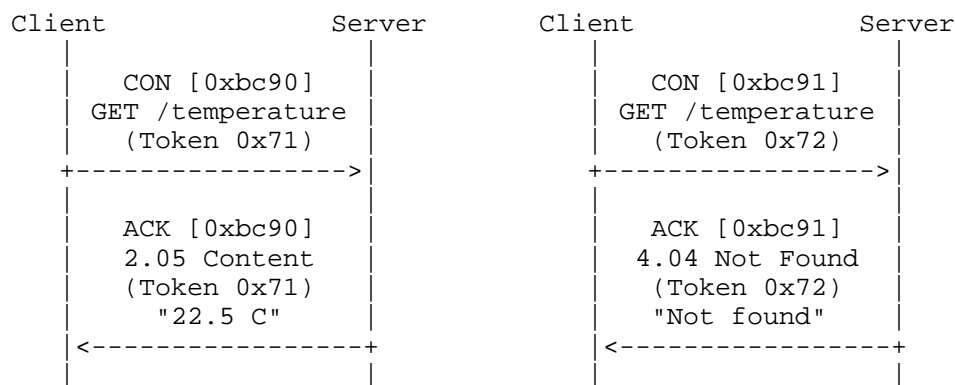 Client Server Client Server
CON [0xbc90] CON [0xbc91]
GET /temperature GET /temperature
(Token 0x71) (Token 0x72)
ACK [0xbc90] ACK [0xbc91]
2.05 Content 4.04 Not Found
(Token 0x71) (Token 0x72)
"22.5 C" "Not found"